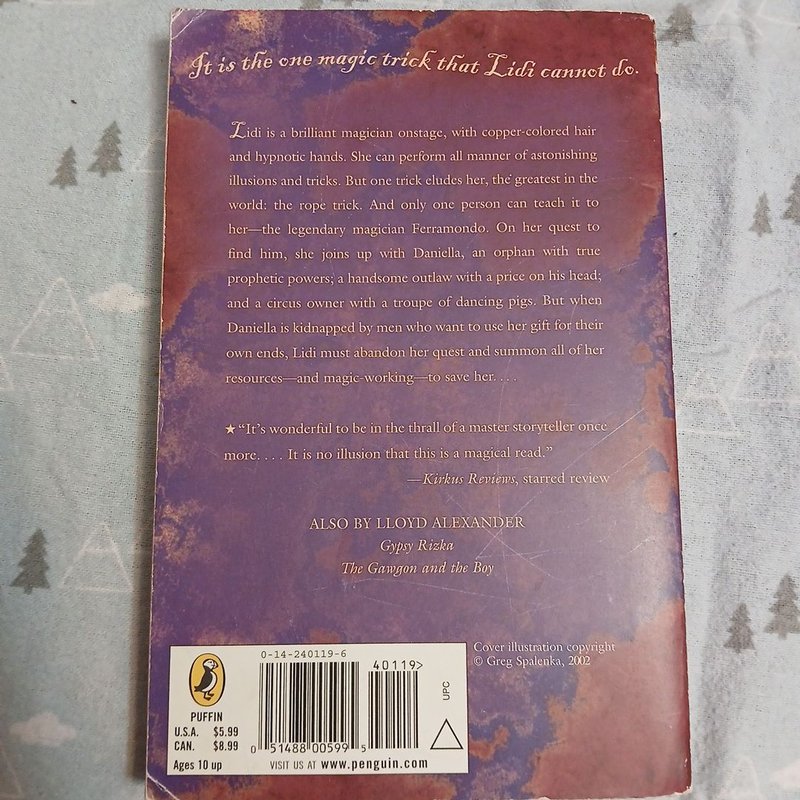 It is the one magic trick that Lidi cannot do.
Lidi is a brilliant magician onstage, with copper-colored hair
and hypnotic hands. She can perform all manner of astonishing
illusions and tricks. But one trick eludes her, the greatest in the
world: the rope trick. And only one person can teach it to
her—the legendary magician Ferramondo. On her quest to
find him, she joins up with Daniella, an orphan with true
prophetic powers; a handsome outlaw with a price on his head;
and a circus owner with a troupe of dancing pigs. But when
Daniella is kidnapped by men who want to use her gift for their
own ends, Lidi must abandon her quest and summon all of her
resources—and magic-working—to save her. . . .
★ “It’s wonderful to be in the thrall of a master storyteller once
more. . . . It is no illusion that this is a magical read.”
—Kirkus Reviews, starred review
ALSO BY LLOYD ALEXANDER
Gypsy Rizka
The Gawgon and the Boy
Cover illustration copyright
© Greg Spalenka, 2002
0-14-240119-6
40119>
PUFFIN
U.S.A. $5.99
CAN. $8.99
Ages 10 up
0 51488 00599 5
UPC
VISIT US AT www.penguin.com